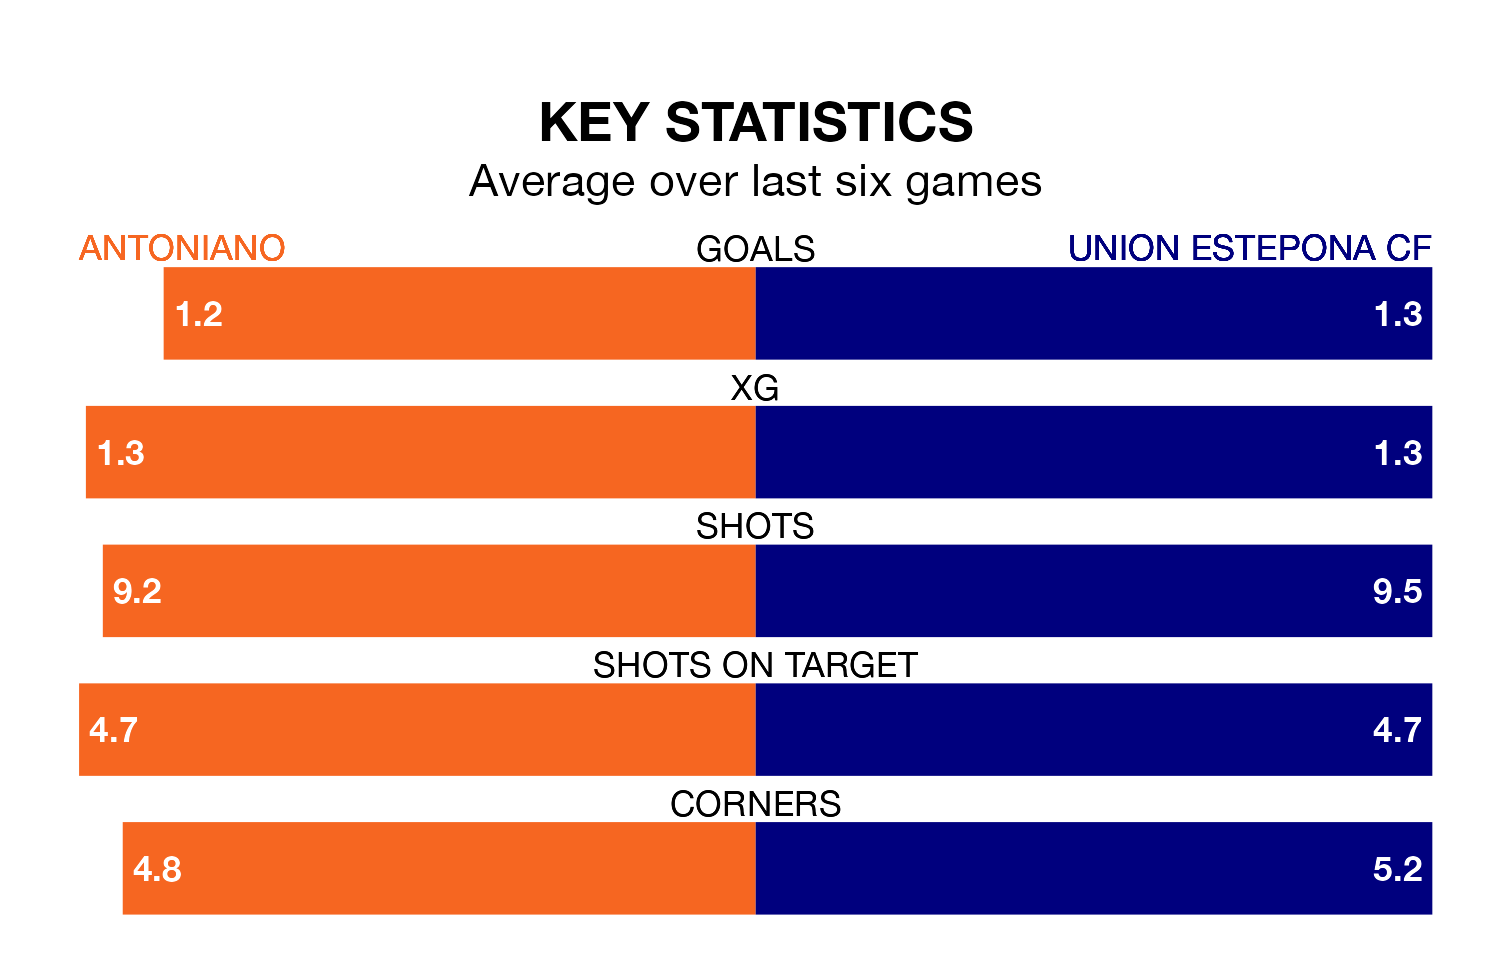 KEY STATISTICS
Average over last six games
ANTONIANO GOALS UNION ESTEPONA CF
1.2 1.3
XG
1.3 1.3
SHOTS
9.2 9.5
SHOTS ON TARGET
4.7 4.7
CORNERS
4.8 5.2